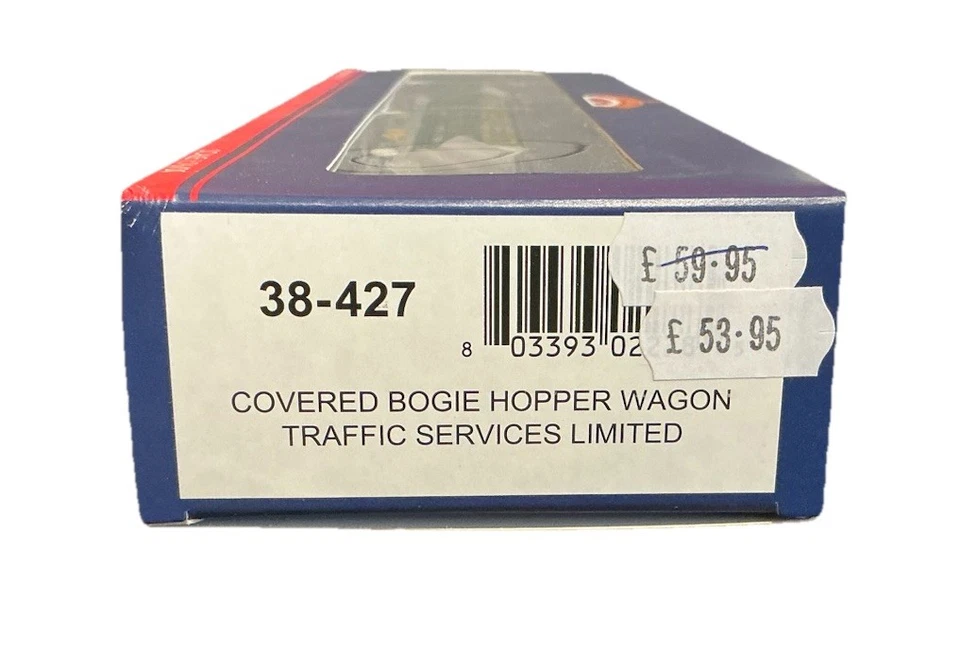 38-427
£ 59.95
£ 53.95
8 03393 02
COVERED BOGIE HOPPER WAGON
TRAFFIC SERVICES LIMITED